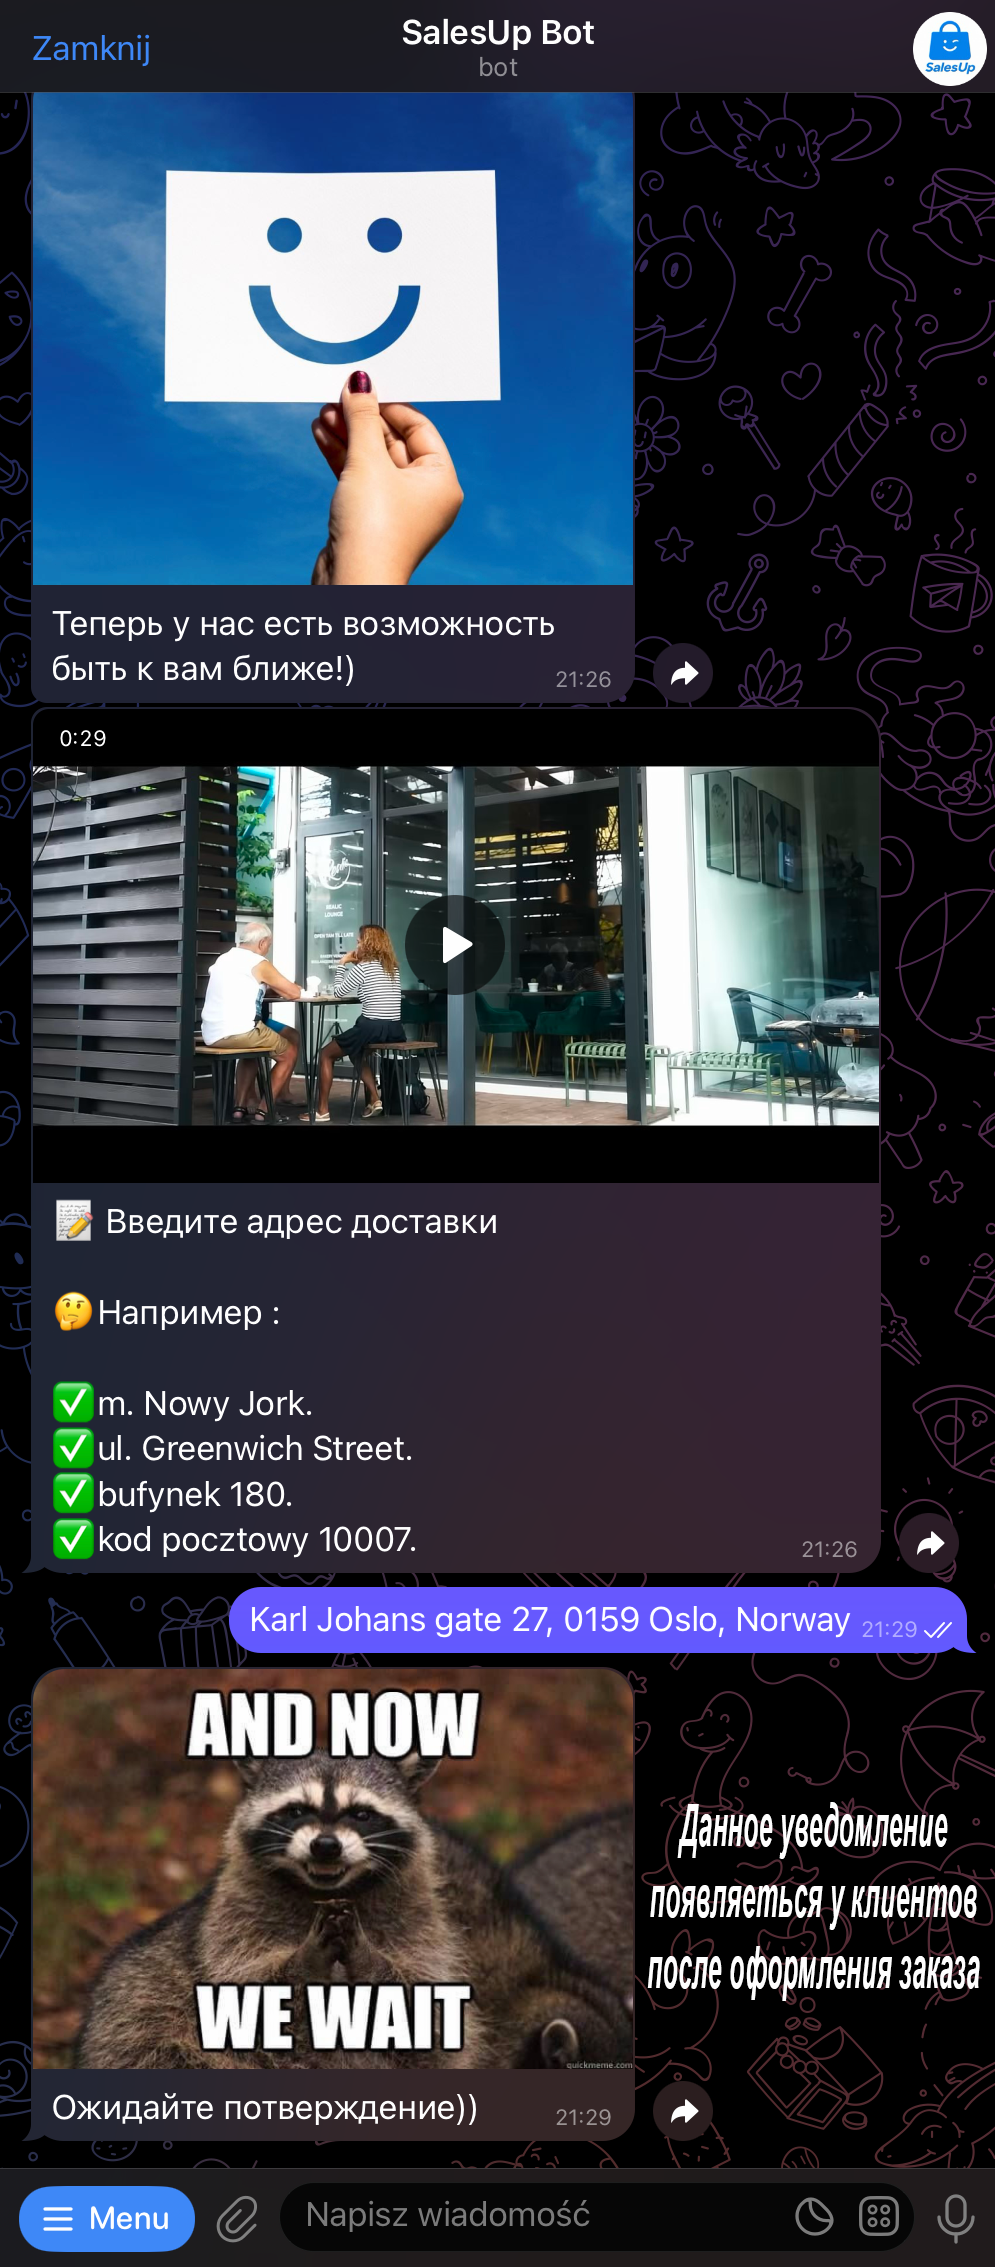 Zamknij
SalesUp Bot
bot
SalesUp
Теперь у нас есть возможность
быть к вам ближе!)
21:26
0:29
📝 Введите адрес доставки
🤔Например :
✅m. Nowy Jork.
✅ul. Greenwich Street.
✅bufynek 180.
✅kod pocztowy 10007.
21:26
Karl Johans gate 27, 0159 Oslo, Norway 21:29
AND NOW
WE WAIT
quickmeme.com
Данное уведомление
появляеться у клиентов
после оформления заказа
Ожидайте потверждение))
21:29
Menu
Napisz wiadomość